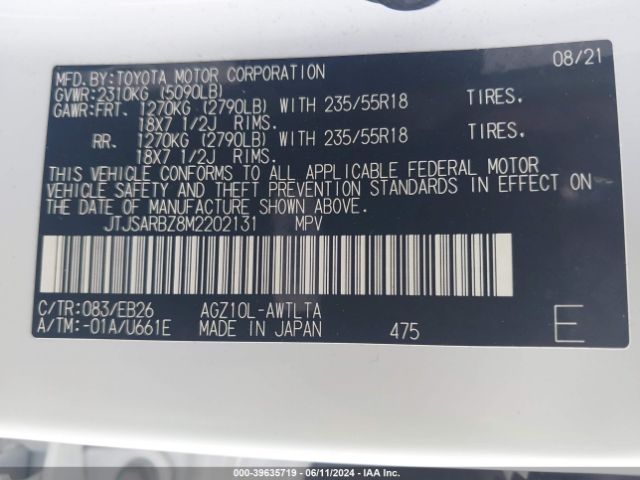 MFD.BY:TOYOTA MOTOR CORPORATION 08/21
GVWR:2310KG (5090LB)
GAWR:FRT. 1270KG (2790LB) WITH 235/55R18 TIRES.
18X7 1/2J RIMS.
RR. 1270KG (2790LB) WITH 235/55R18 TIRES.
18X7 1/2J RIMS.
THIS VEHICLE CONFORMS TO ALL APPLICABLE FEDERAL MOTOR
VEHICLE SAFETY AND THEFT PREVENTION STANDARDS IN EFFECT ON
THE DATE OF MANUFACTURE SHOWN ABOVE.
JTJSARBZ8M2202131 MPV
C/TR:083/EB26 AGZ10L-AWTLTA
A/TM:-01A/U661E MADE IN JAPAN 475 E
000-39635719 - 06/11/2024 - IAA Inc.